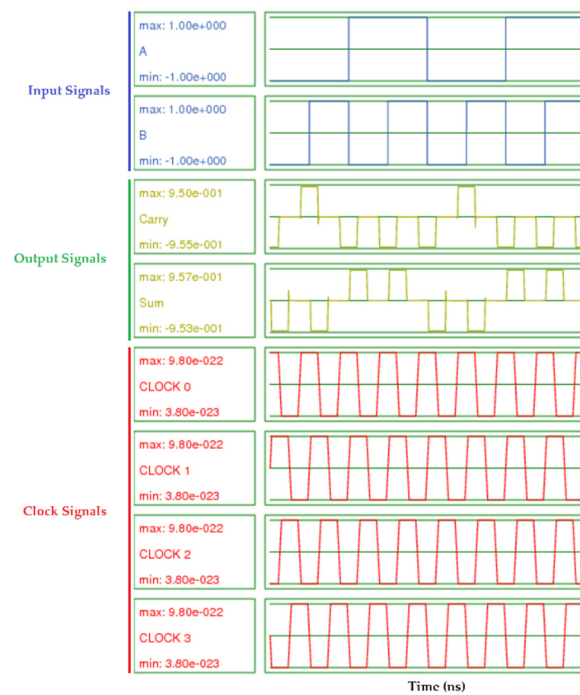 max: 1.00e+000
A
min: -1.00e+000
Input Signals
max: 1.00e+000
B
min: -1.00e+000
max: 9.50e-001
Carry
min: -9.55e-001
Output Signals
max: 9.57e-001
Sum
min: -9.53e-001
max: 9.80e-022
CLOCK 0
min: 3.80e-023
max: 9.80e-022
CLOCK 1
min: 3.80e-023
Clock Signals
max: 9.80e-022
CLOCK 2
min: 3.80e-023
max: 9.80e-022
CLOCK 3
min: 3.80e-023
Time (ns)